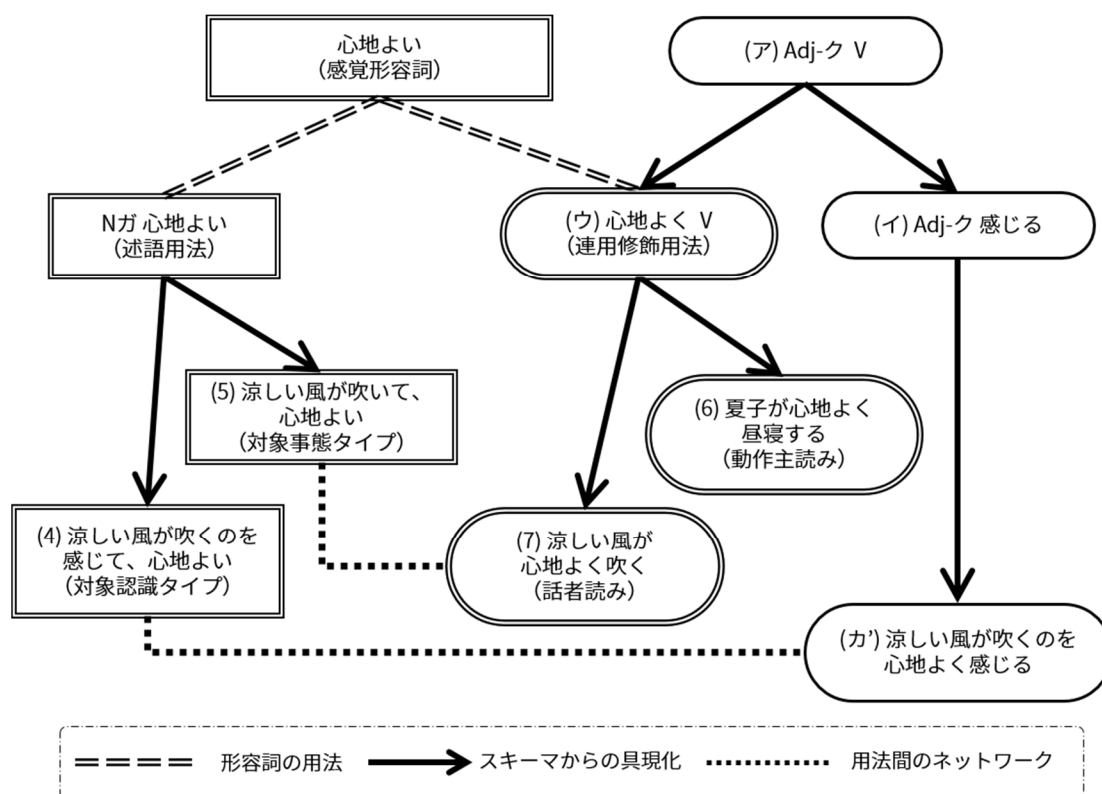 心地よい
（感覚形容詞）
(ア) Adj-ク V
Nガ 心地よい
（述語用法）
(ウ) 心地よく V
（連用修飾用法）
(イ) Adj-ク 感じる
(5) 涼しい風が吹いて、
心地よい
（対象事態タイプ）
(6) 夏子が心地よく
昼寝する
（動作主読み）
(4) 涼しい風が吹くのを
感じて、心地よい
（対象認識タイプ）
(7) 涼しい風が
心地よく吹く
（話者読み）
(カ’) 涼しい風が吹くのを
心地よく感じる
形容詞の用法
スキーマからの具現化
用法間のネットワーク